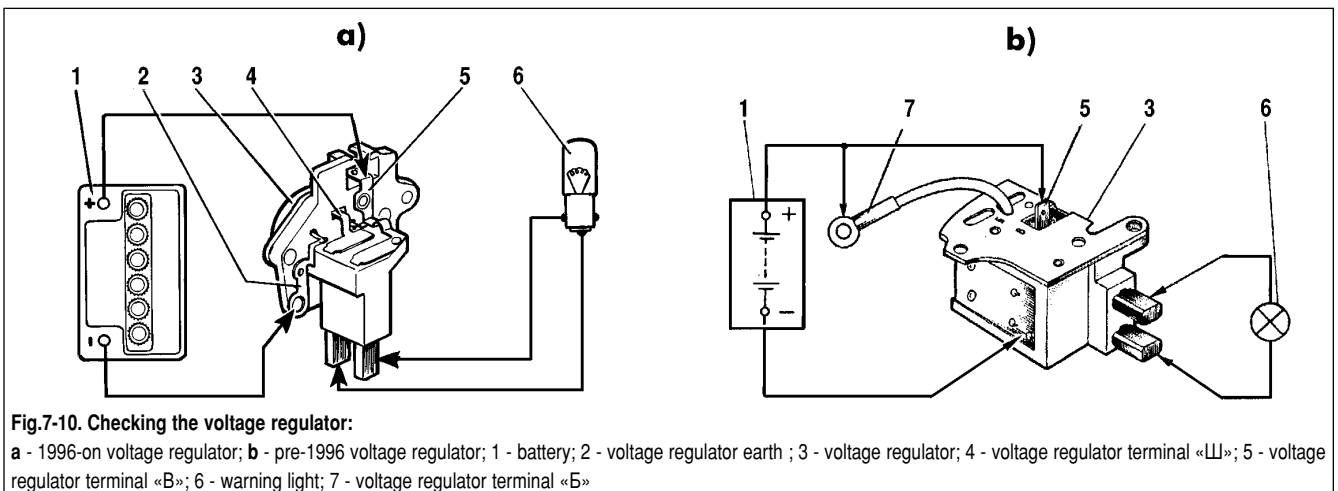 a)
b)
1 2 3 4 5 6
1 7 5 3 6
+
-
+
-
Fig.7-10. Checking the voltage regulator:
a - 1996-on voltage regulator; b - pre-1996 voltage regulator; 1 - battery; 2 - voltage regulator earth ; 3 - voltage regulator; 4 - voltage regulator terminal «Ш»; 5 - voltage
regulator terminal «В»; 6 - warning light; 7 - voltage regulator terminal «Б»